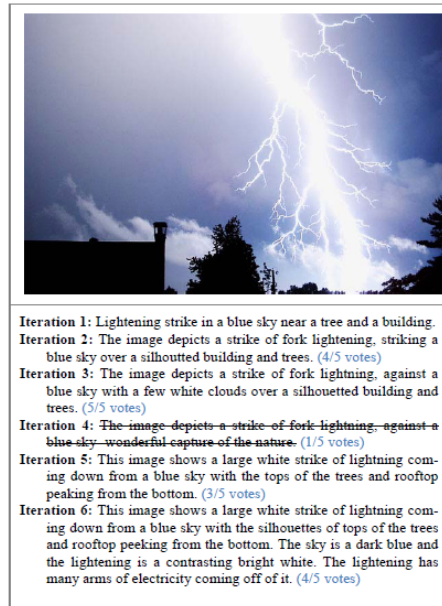 Iteration 1: Lightening strike in a blue sky near a tree and a building.
Iteration 2: The image depicts a strike of fork lightening, striking a
blue sky over a silhoutted building and trees. (4/5 votes)
Iteration 3: The image depicts a strike of fork lightning, against a
blue sky with a few white clouds over a silhouetted building and
trees. (5/5 votes)
Iteration 4: The image depicts a strike of fork lightning, against a
blue sky- wonderful capture of the nature. (1/5 votes)
Iteration 5: This image shows a large white strike of lightning com-
ing down from a blue sky with the tops of the trees and rooftop
peaking from the bottom. (3/5 votes)
Iteration 6: This image shows a large white strike of lightning com-
ing down from a blue sky with the silhouettes of tops of the trees
and rooftop peeking from the bottom. The sky is a dark blue and
the lightening is a contrasting bright white. The lightening has
many arms of electricity coming off of it. (4/5 votes)